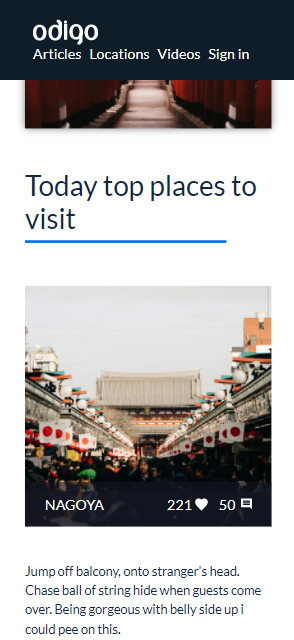 odigo
Articles Locations Videos Sign in
Today top places to
visit
NAGOYA 221 50
Jump off balcony, onto stranger's head.
Chase ball of string hide when guests come
over. Being gorgeous with belly side up i
could pee on this.